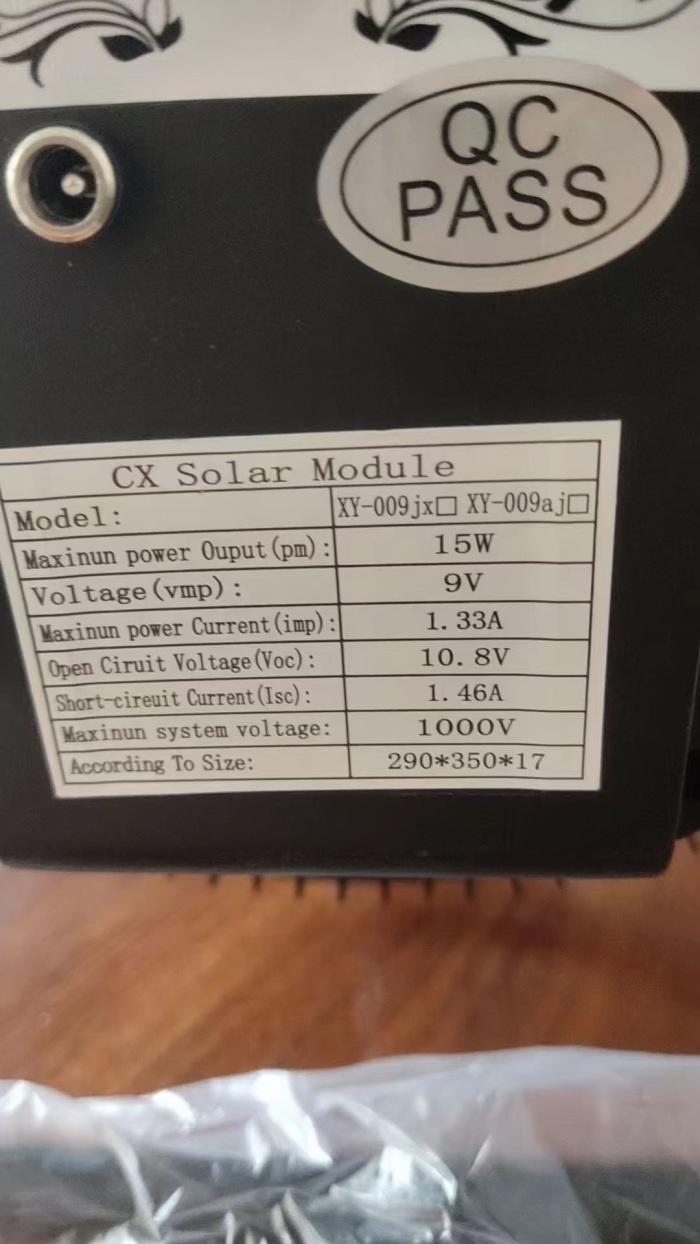 QC
PASS
CX Solar Module
Model: XY-009jx□ XY-009aj□
Maxinun power Ouput(pm): 15W
Voltage(vmp): 9V
Maxinun power Current(imp): 1.33A
Open Ciruit Voltage(Voc): 10.8V
Short-cireuit Current(Isc): 1.46A
Maxinun system voltage: 1000V
According To Size: 290*350*17